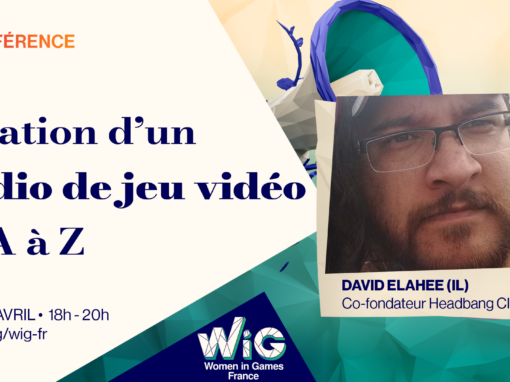 FÉRENCE
ation d’un
dio de jeu vidéo
A à Z
AVRIL • 18h - 20h
g/wig-fr
DAVID ELAHEE (IL)
Co-fondateur Headbang Cl
WiG
Women in Games
France